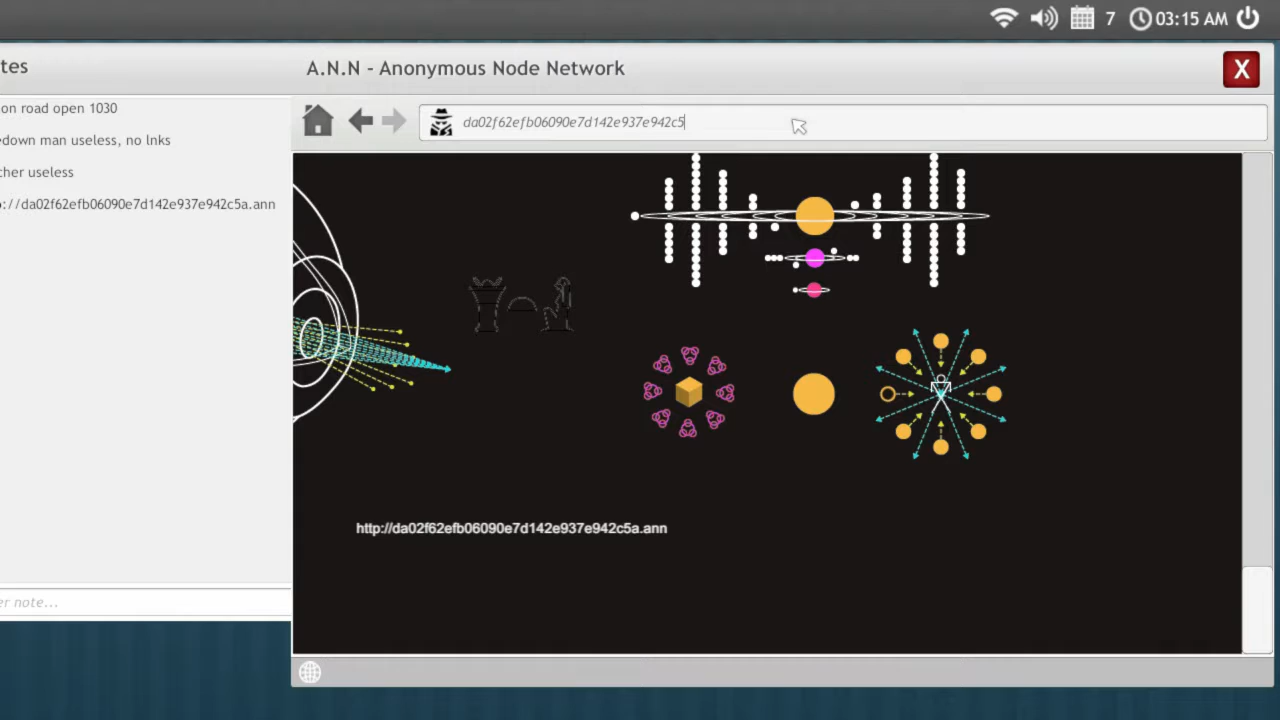 7 03:15 AM
tes
A.N.N - Anonymous Node Network
X
da02f62efb06090e7d142e937e942c5
on road open 1030
edown man useless, no lnks
cher useless
://da02f62efb06090e7d142e937e942c5a.ann
http://da02f62efb06090e7d142e937e942c5a.ann
er note...